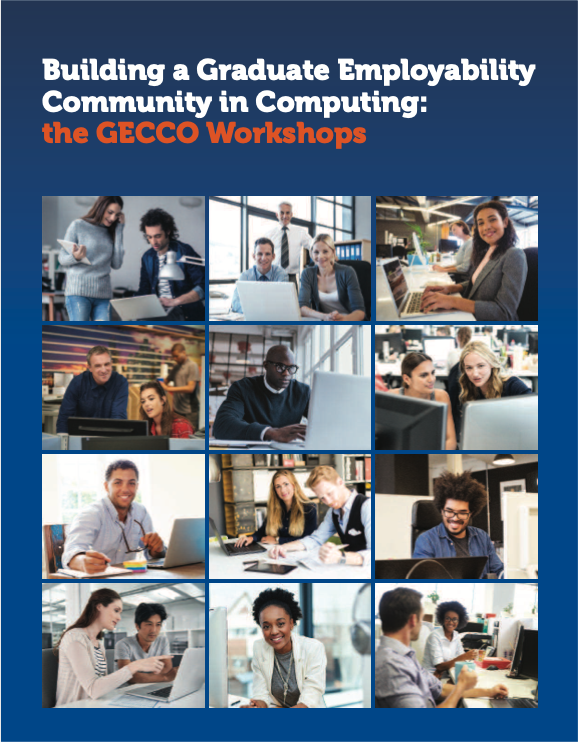 Building a Graduate Employability
Community in Computing:
the GECCO Workshops